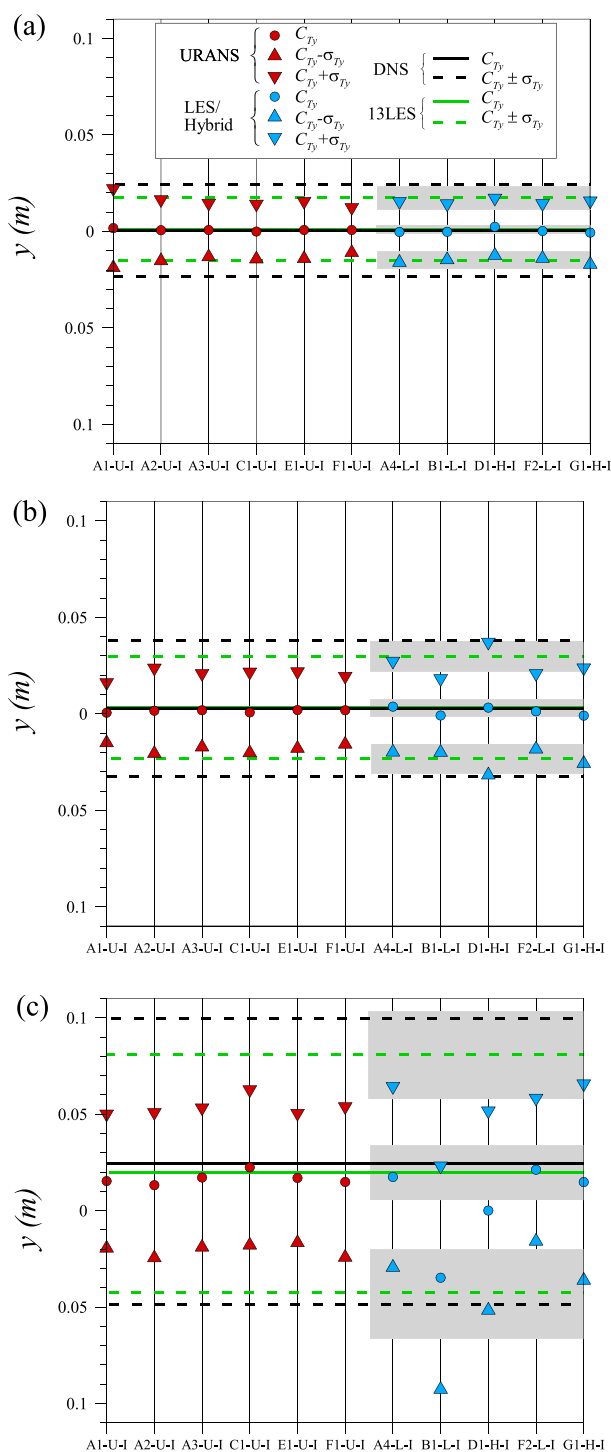 (a)
URANS
C_Ty
C_Ty-σ_Ty
C_Ty+σ_Ty
LES/
Hybrid
C_Ty
C_Ty-σ_Ty
C_Ty+σ_Ty
DNS
C_Ty
C_Ty ± σ_Ty
13LES
C_Ty
C_Ty ± σ_Ty
y (m)
0.1
0.05
0
0.05
0.1
A1-U-I A2-U-I A3-U-I C1-U-I E1-U-I F1-U-I A4-L-I B1-L-I D1-H-I F2-L-I G1-H-I
(b)
y (m)
0.1
0.05
0
0.05
0.1
A1-U-I A2-U-I A3-U-I C1-U-I E1-U-I F1-U-I A4-L-I B1-L-I D1-H-I F2-L-I G1-H-I
(c)
y (m)
0.1
0.05
0
0.05
0.1
A1-U-I A2-U-I A3-U-I C1-U-I E1-U-I F1-U-I A4-L-I B1-L-I D1-H-I F2-L-I G1-H-I